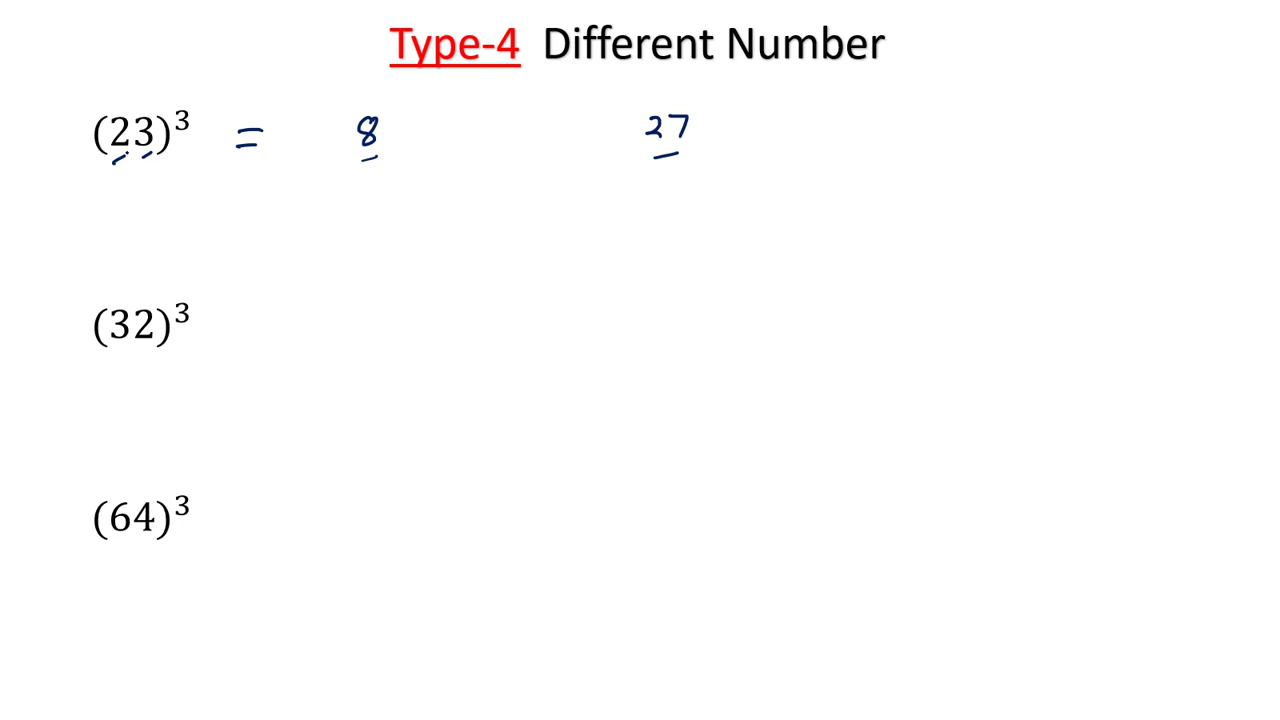 Type-4 Different Number
(23)³ = 8 27
(32)³
(64)³